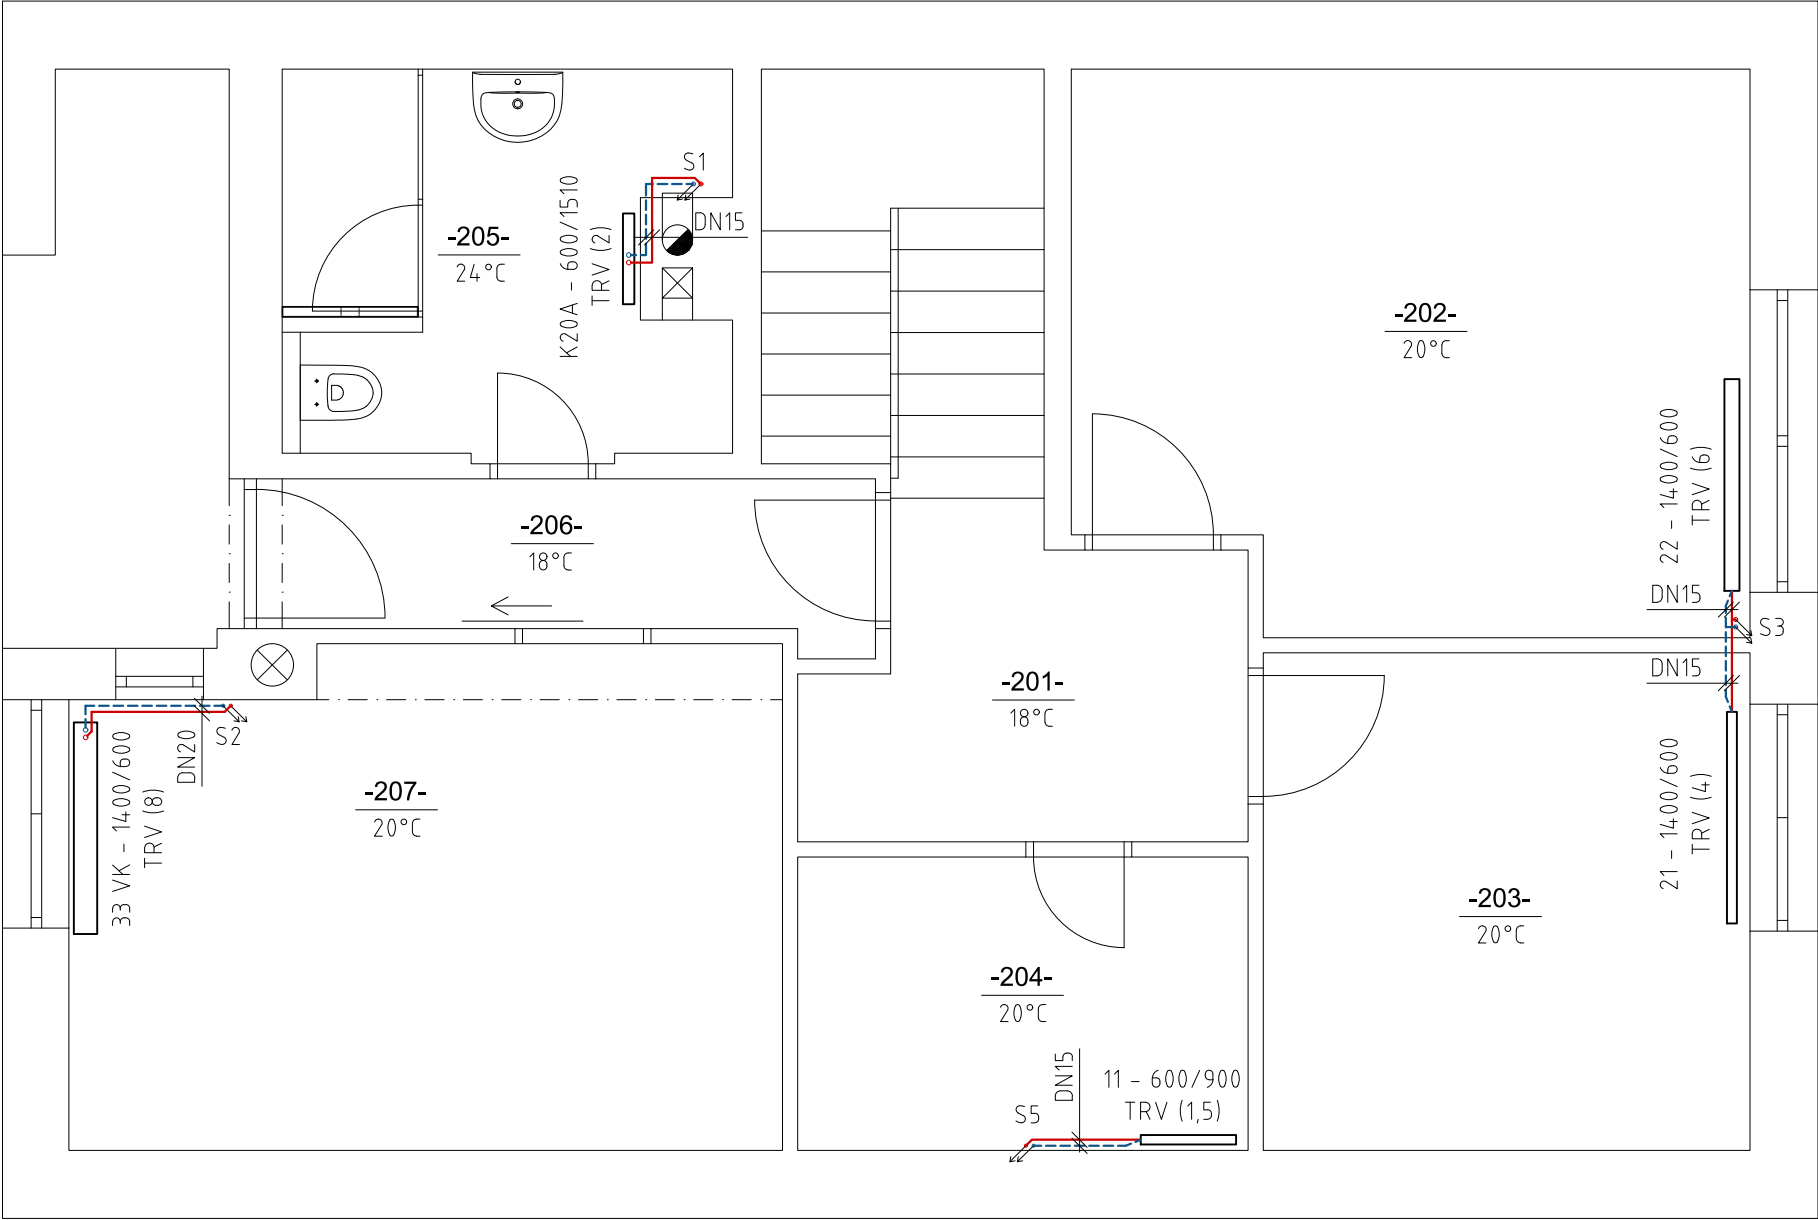 S1
DN15
K20A - 600/1510
TRV (2)
-205-
24°C
-202-
20°C
22 - 1400/600
TRV (6)
-206-
18°C
DN15
S3
DN15
-201-
18°C
S2
DN20
33 VK - 1400/600
TRV (8)
-207-
20°C
21 - 1400/600
TRV (4)
-203-
20°C
-204-
20°C
DN15
11 - 600/900
TRV (1,5)
S5